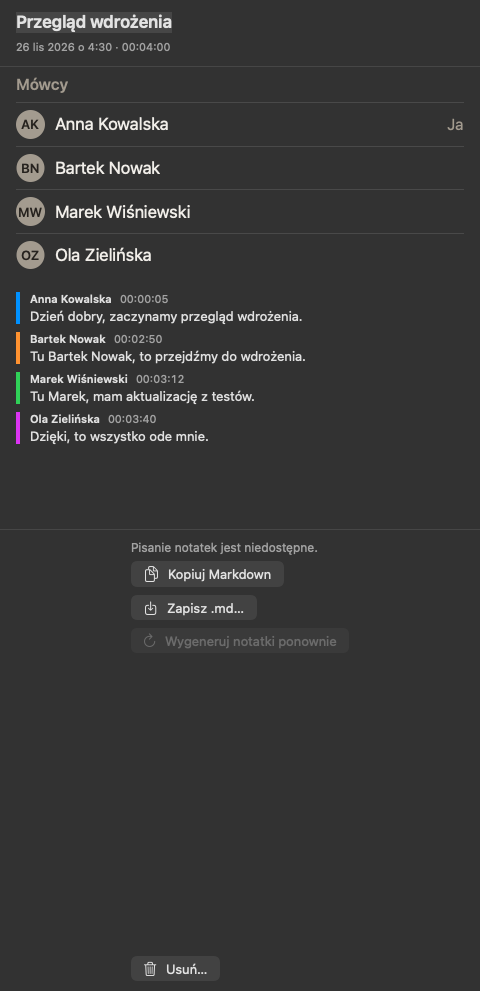 Przegląd wdrożenia
26 lis 2026 o 4:30 · 00:04:00
Mówcy
AK Anna Kowalska Ja
BN Bartek Nowak
MW Marek Wiśniewski
OZ Ola Zielińska
Anna Kowalska 00:00:05
Dzień dobry, zaczynamy przegląd wdrożenia.
Bartek Nowak 00:02:50
Tu Bartek Nowak, to przejdźmy do wdrożenia.
Marek Wiśniewski 00:03:12
Tu Marek, mam aktualizację z testów.
Ola Zielińska 00:03:40
Dzięki, to wszystko ode mnie.
Pisanie notatek jest niedostępne.
Kopiuj Markdown
Zapisz .md...
Wygeneruj notatki ponownie
Usuń...